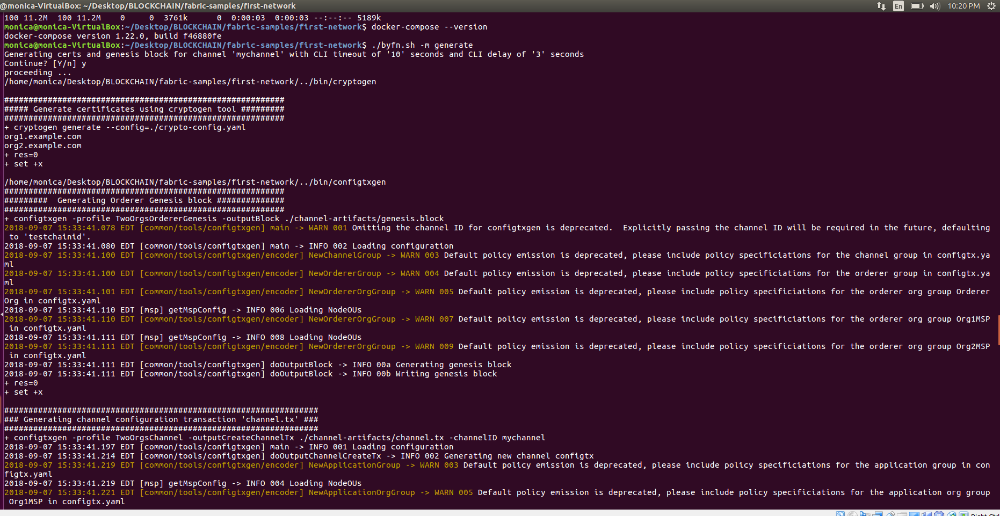 @monica-VirtualBox: ~/Desktop/BLOCKCHAIN/fabric-samples/first-network
En
10:20 PM
100 11.2M  100 11.2M    0     0  3761k      0  0:00:03  0:00:03 --:--:-- 5189k
monica@monica-VirtualBox:~/Desktop/BLOCKCHAIN/fabric-samples/first-network$ docker-compose --version
docker-compose version 1.22.0, build f46880fe
monica@monica-VirtualBox:~/Desktop/BLOCKCHAIN/fabric-samples/first-network$ ./byfn.sh -m generate
Generating certs and genesis block for channel 'mychannel' with CLI timeout of '10' seconds and CLI delay of '3' seconds
Continue? [Y/n] y
proceeding ...
/home/monica/Desktop/BLOCKCHAIN/fabric-samples/first-network/../bin/cryptogen
##########################################################
##### Generate certificates using cryptogen tool #########
##########################################################
+ cryptogen generate --config=./crypto-config.yaml
org1.example.com
org2.example.com
+ res=0
+ set +x
/home/monica/Desktop/BLOCKCHAIN/fabric-samples/first-network/../bin/configtxgen
##########################################################
#########  Generating Orderer Genesis block ##############
##########################################################
+ configtxgen -profile TwoOrgsOrdererGenesis -outputBlock ./channel-artifacts/genesis.block
2018-09-07 15:33:41.078 EDT [common/tools/configtxgen] main -> WARN 001 Omitting the channel ID for configtxgen is deprecated.  Explicitly passing the channel ID will be required in the future, defaulting
 to 'testchainid'.
2018-09-07 15:33:41.080 EDT [common/tools/configtxgen] main -> INFO 002 Loading configuration
2018-09-07 15:33:41.100 EDT [common/tools/configtxgen/encoder] NewChannelGroup -> WARN 003 Default policy emission is deprecated, please include policy specificiations for the channel group in configtx.ya
ml
2018-09-07 15:33:41.100 EDT [common/tools/configtxgen/encoder] NewOrdererGroup -> WARN 004 Default policy emission is deprecated, please include policy specificiations for the orderer group in configtx.ya
ml
2018-09-07 15:33:41.101 EDT [common/tools/configtxgen/encoder] NewOrdererOrgGroup -> WARN 005 Default policy emission is deprecated, please include policy specificiations for the orderer org group Orderer
Org in configtx.yaml
2018-09-07 15:33:41.110 EDT [msp] getMspConfig -> INFO 006 Loading NodeOUs
2018-09-07 15:33:41.110 EDT [common/tools/configtxgen/encoder] NewOrdererOrgGroup -> WARN 007 Default policy emission is deprecated, please include policy specificiations for the orderer org group Org1MSP
 in configtx.yaml
2018-09-07 15:33:41.111 EDT [msp] getMspConfig -> INFO 008 Loading NodeOUs
2018-09-07 15:33:41.111 EDT [common/tools/configtxgen/encoder] NewOrdererOrgGroup -> WARN 009 Default policy emission is deprecated, please include policy specificiations for the orderer org group Org2MSP
 in configtx.yaml
2018-09-07 15:33:41.111 EDT [common/tools/configtxgen] doOutputBlock -> INFO 00a Generating genesis block
2018-09-07 15:33:41.111 EDT [common/tools/configtxgen] doOutputBlock -> INFO 00b Writing genesis block
+ res=0
+ set +x
#################################################################
### Generating channel configuration transaction 'channel.tx' ###
#################################################################
+ configtxgen -profile TwoOrgsChannel -outputCreateChannelTx ./channel-artifacts/channel.tx -channelID mychannel
2018-09-07 15:33:41.197 EDT [common/tools/configtxgen] main -> INFO 001 Loading configuration
2018-09-07 15:33:41.214 EDT [common/tools/configtxgen] doOutputChannelCreateTx -> INFO 002 Generating new channel configtx
2018-09-07 15:33:41.219 EDT [common/tools/configtxgen/encoder] NewApplicationGroup -> WARN 003 Default policy emission is deprecated, please include policy specificiations for the application group in con
figtx.yaml
2018-09-07 15:33:41.219 EDT [msp] getMspConfig -> INFO 004 Loading NodeOUs
2018-09-07 15:33:41.221 EDT [common/tools/configtxgen/encoder] NewApplicationOrgGroup -> WARN 005 Default policy emission is deprecated, please include policy specificiations for the application org group
 Org1MSP in configtx.yaml
Right Ctrl